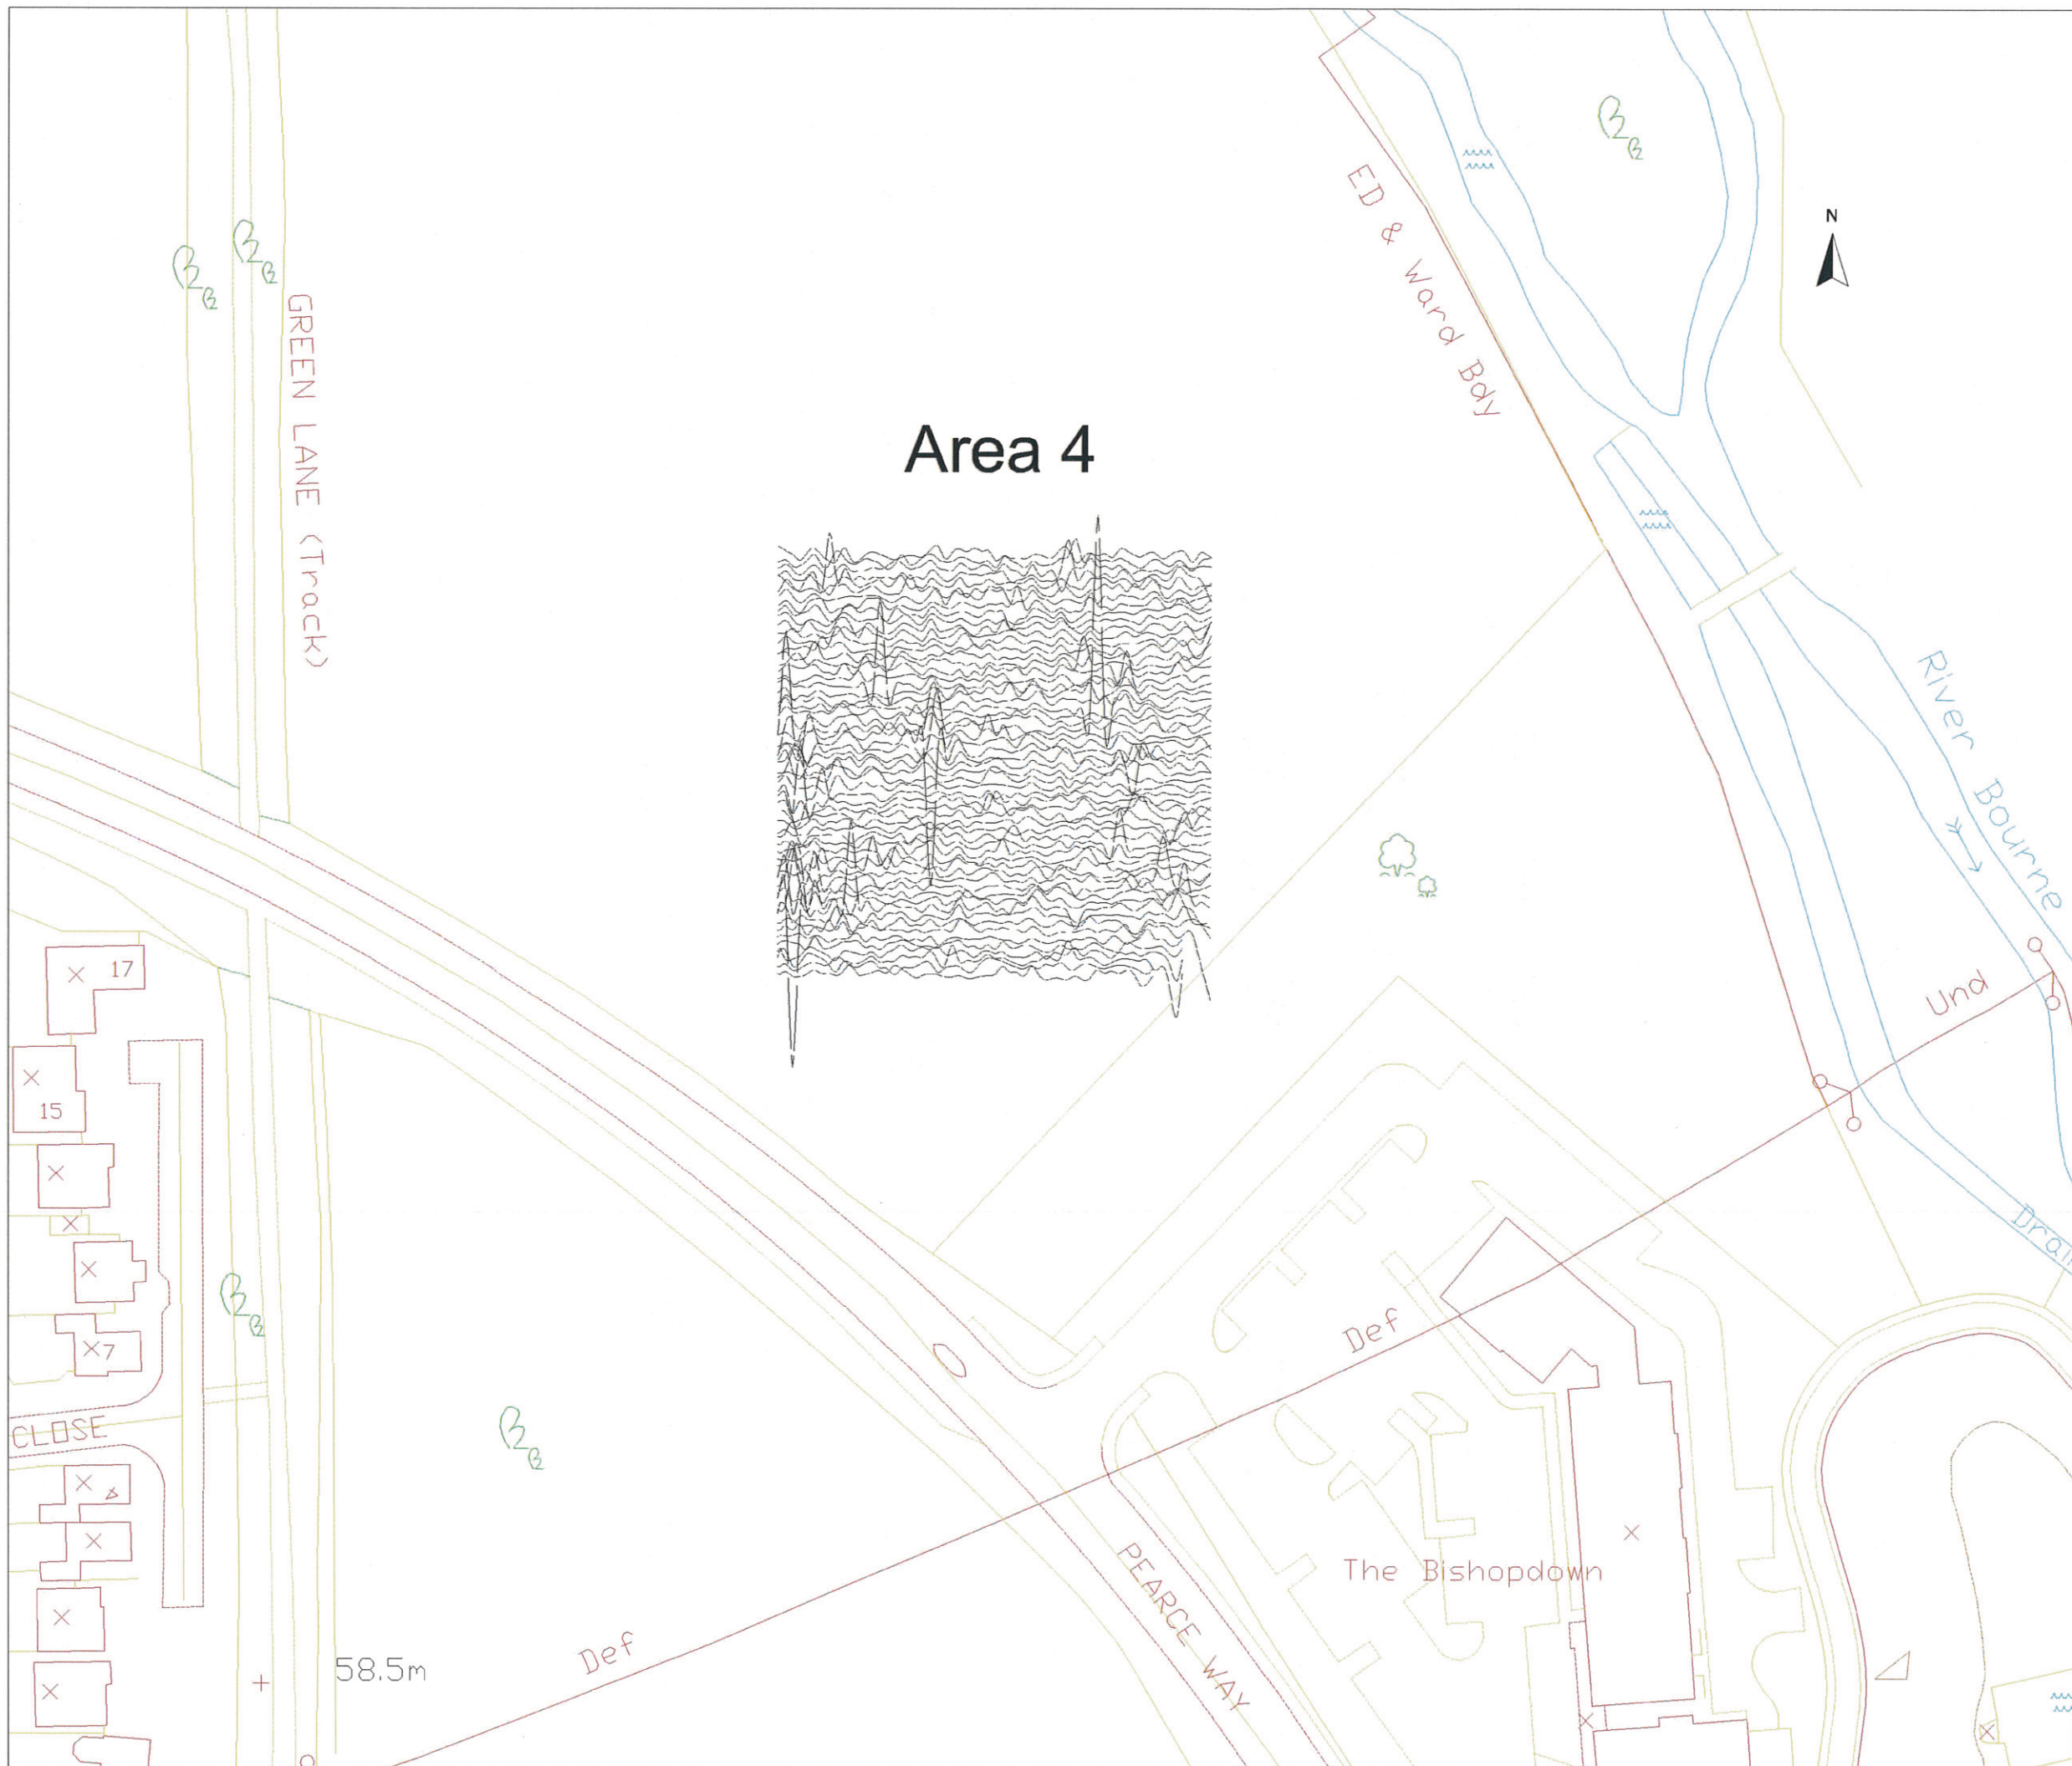 N
ED & Ward Bdy
GREEN LANE (Track)
Area 4
River Bourne
17
Und
15
Drain
7
Def
CLOSE
The Bishopdown
PEARCE WAY
Def
58.5m